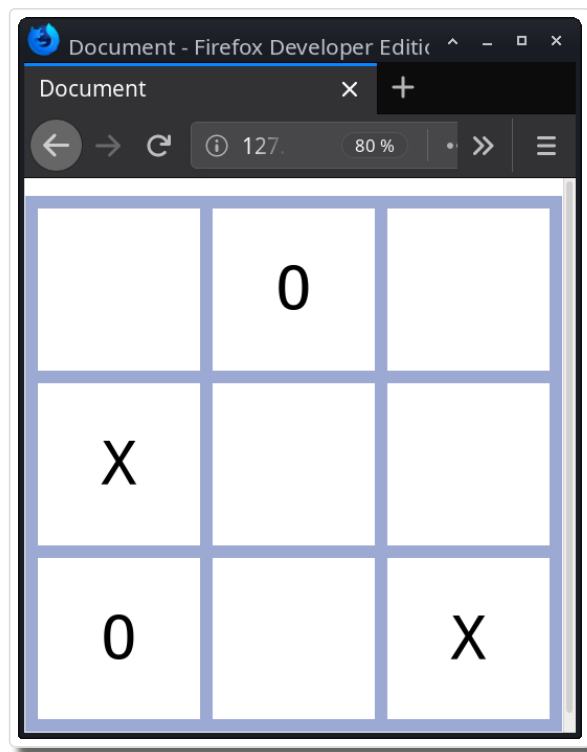 Document - Firefox Developer Editic
Document
127.
80 %
0
X
0 X